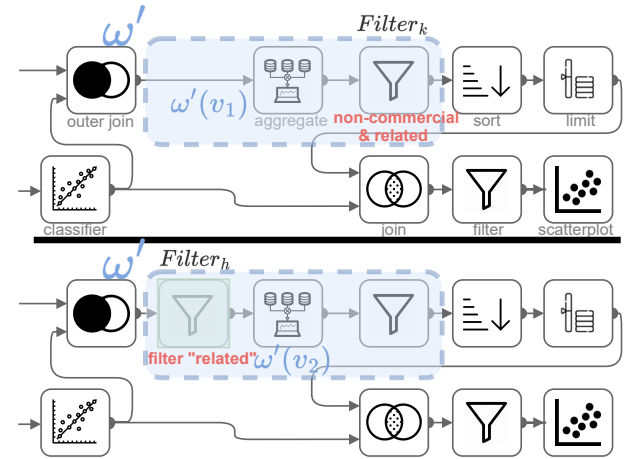 ω′
Filter_k
ω′(v_1)
outer join
aggregate
non-commercial
& related
sort
limit
classifier
join
filter
scatterplot
ω′
Filter_h
filter "related"
ω′(v_2)